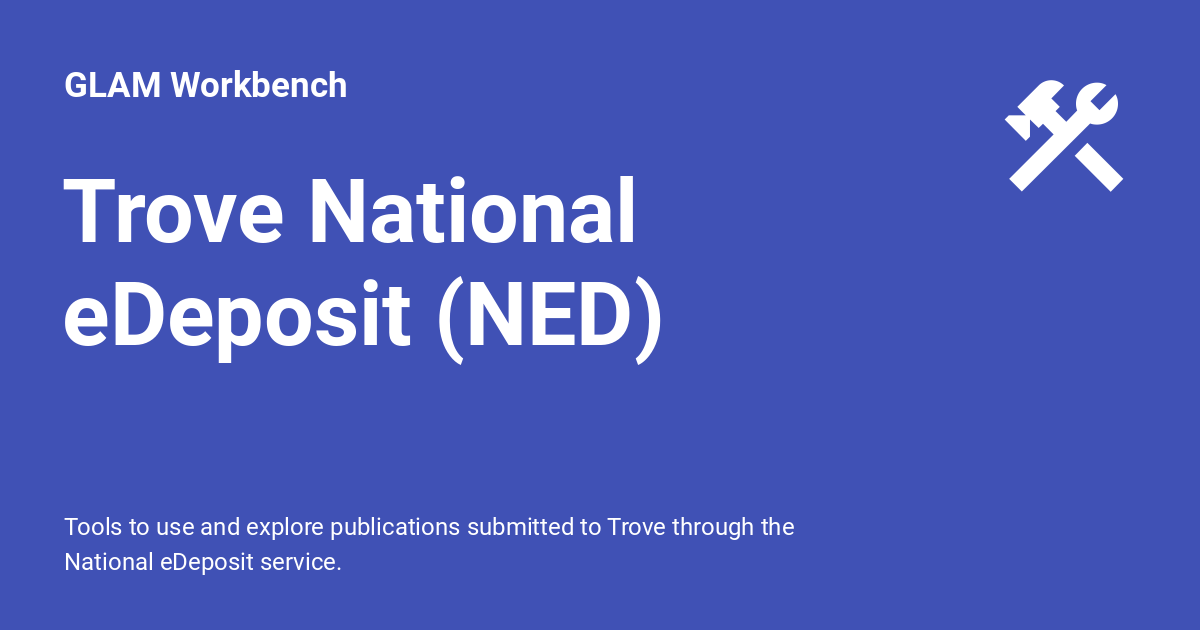 GLAM Workbench
Trove National
eDeposit (NED)
Tools to use and explore publications submitted to Trove through the
National eDeposit service.